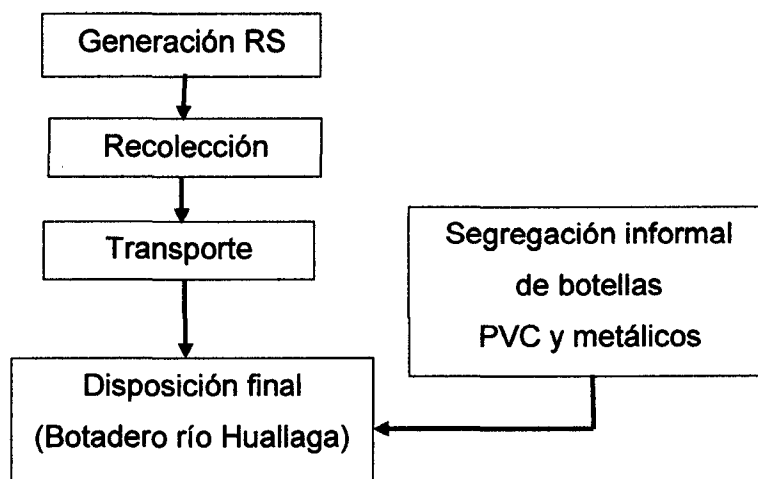 Generación RS
Recolección
Transporte
Segregación informal
de botellas
PVC y metálicos
Disposición final
(Botadero río Huallaga)